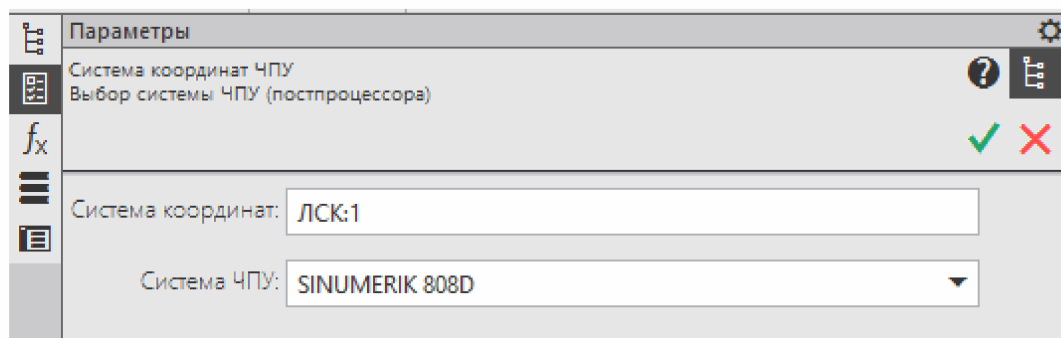 Параметры
Система координат ЧПУ
Выбор системы ЧПУ (постпроцессора)
Система координат: ЛСК:1
Система ЧПУ: SINUMERIK 808D